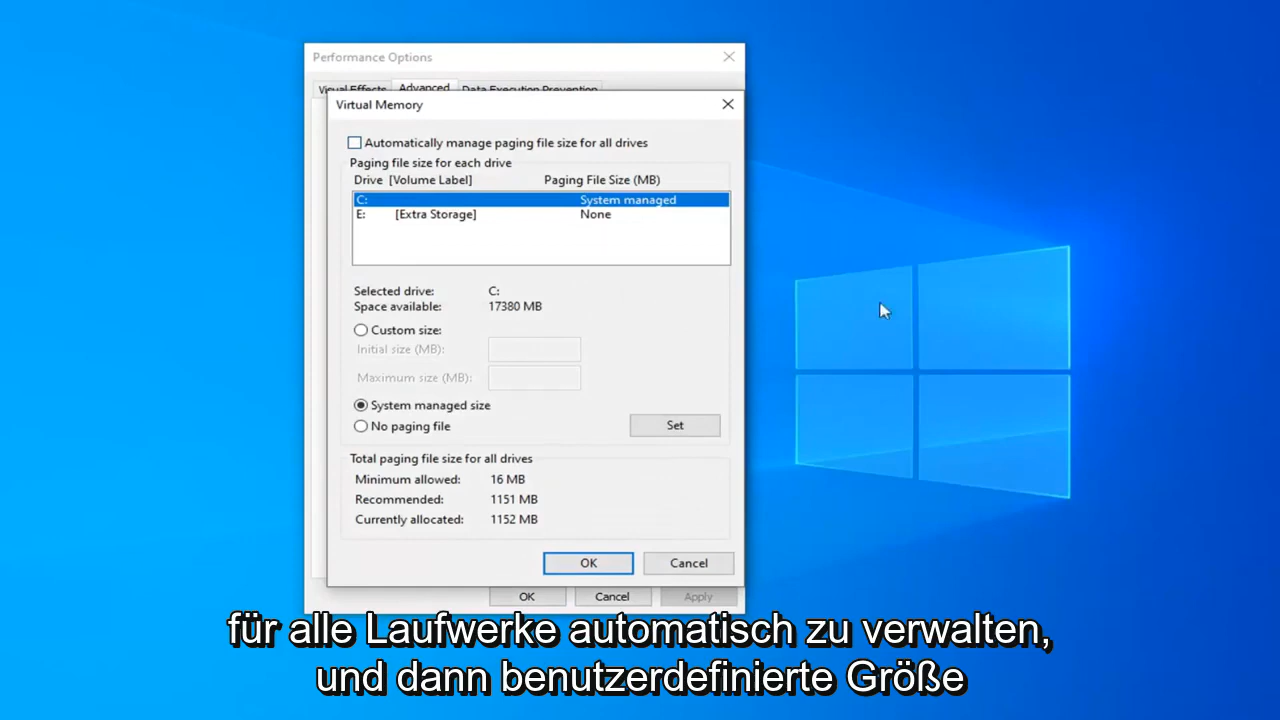 Performance Options
Visual Effects Advanced Data Execution Prevention
Virtual Memory
Automatically manage paging file size for all drives
Paging file size for each drive
Drive [Volume Label] Paging File Size (MB)
C: System managed
E: [Extra Storage] None
Selected drive: C:
Space available: 17380 MB
Custom size:
Initial size (MB):
Maximum size (MB):
System managed size
No paging file Set
Total paging file size for all drives
Minimum allowed: 16 MB
Recommended: 1151 MB
Currently allocated: 1152 MB
OK Cancel
OK Cancel Apply
für alle Laufwerke automatisch zu verwalten,
und dann benutzerdefinierte Größe